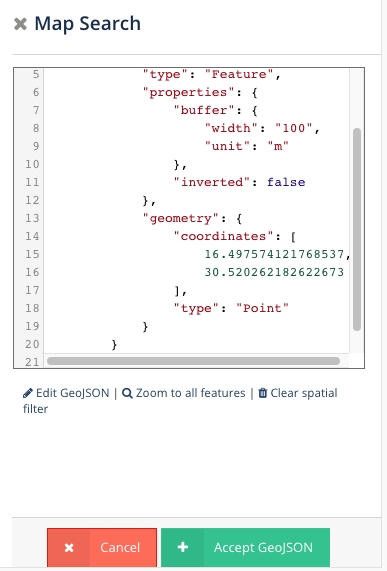 Map Search
5 "type": "Feature",
6 "properties": {
7 "buffer": {
8 "width": "100",
9 "unit": "m"
10 },
11 "inverted": false
12 },
13 "geometry": {
14 "coordinates": [
15 16.497574121768537,
16 30.520262182622673
17 ],
18 "type": "Point"
19 }
20 }
21
Edit GeoJSON | Zoom to all features | Clear spatial
filter
Cancel Accept GeoJSON